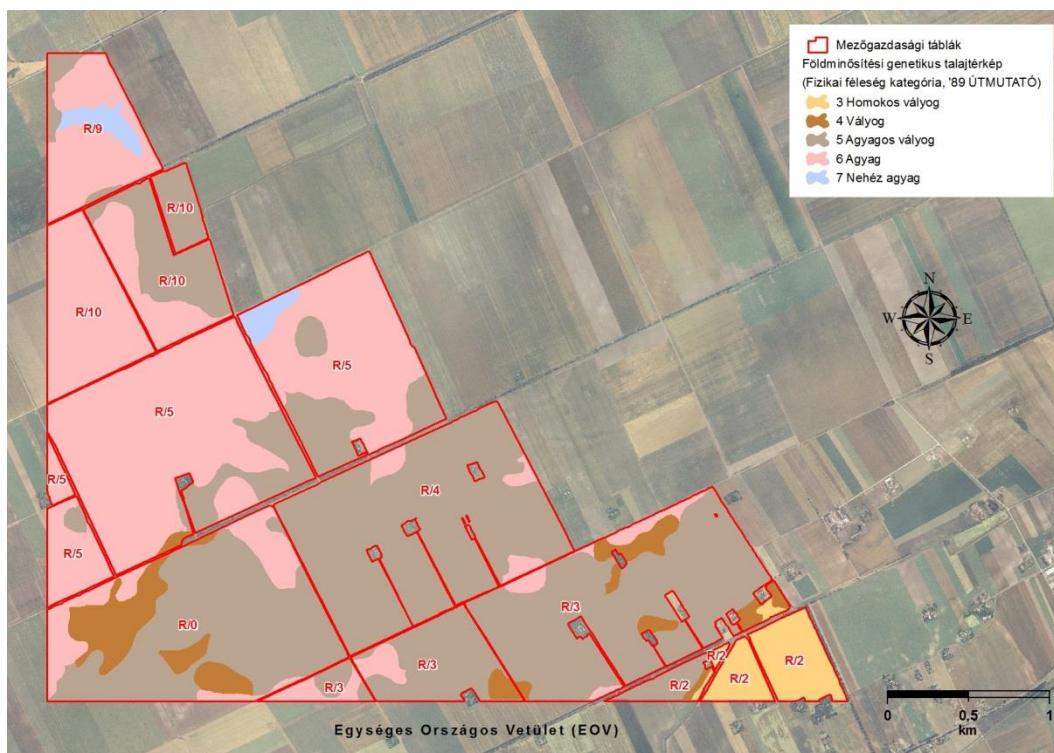 Mezőgazdasági táblák
Földminősítési genetikus talajtérkép
(Fizikai féleség kategória, '89 ÚTMUTATÓ)
3 Homokos vályog
4 Vályog
5 Agyagos vályog
6 Agyag
7 Nehéz agyag
R/9
R/10
R/10
R/10
N
W E
S
R/5
R/5
R/5
R/4
R/5
R/0
R/3
R/3
R/3
R/2
R/2
R/2
R/2
0 0,5 1
km
Egységes Országos Vetület (EOV)